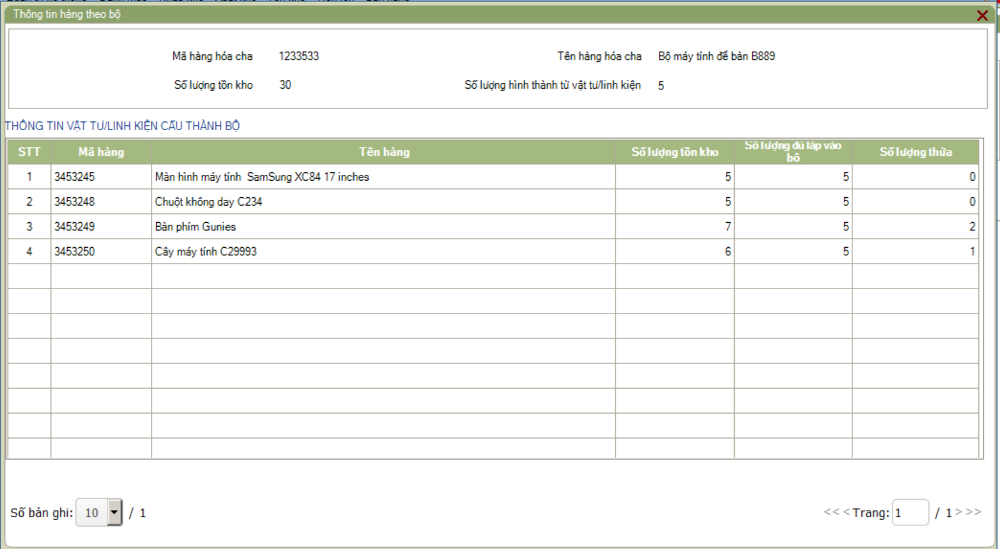 Thông tin hàng theo bộ
Mã hàng hóa cha 1233533 Tên hàng hóa cha Bộ máy tính để bàn B889
Số lượng tồn kho 30 Số lượng hình thành từ vật tư/linh kiện 5
THÔNG TIN VẬT TƯ/LINH KIỆN CẤU THÀNH BỘ
STT Mã hàng Tên hàng Số lượng tồn kho Số lượng đủ lắp vào bộ Số lượng thừa
1 3453245 Màn hình máy tính SamSung XC84 17 inches 5 5 0
2 3453248 Chuột không day C234 5 5 0
3 3453249 Bàn phím Gunies 7 5 2
4 3453250 Cây máy tính C29993 6 5 1
Số bản ghi: 10 / 1 <<< Trang: 1 / 1 >>>